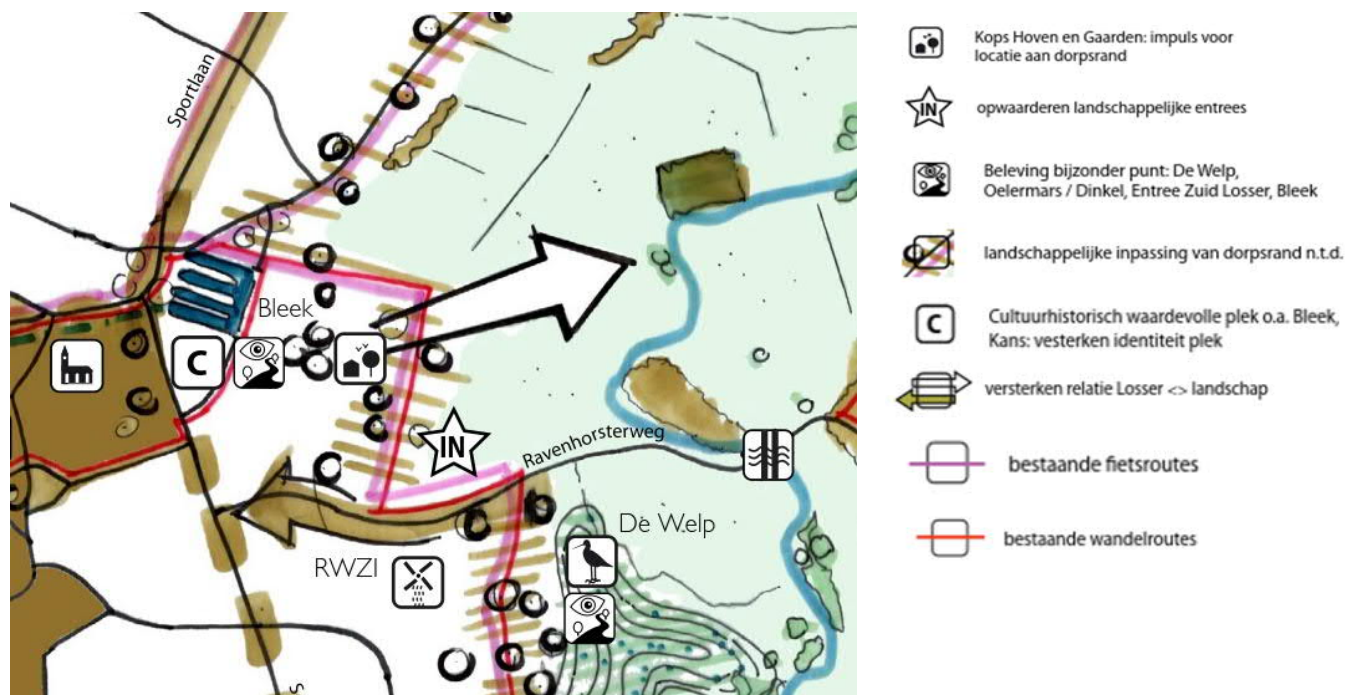 Sportlaan
Bleek
C
IN
Ravenhorsterweg
De Welp
RWZI
S
Kops Hoven en Gaarden: impuls voor
locatie aan dorpsrand
IN
opwaarderen landschappelijke entrees
Beleving bijzonder punt: De Welp,
Oelermars / Dinkel, Entree Zuid Losser, Bleek
landschappelijke inpassing van dorpsrand n.t.d.
C
Cultuurhistorisch waardevolle plek o.a. Bleek,
Kans: vesterken identiteit plek
versterken relatie Losser <> landschap
bestaande fietsroutes
bestaande wandelroutes